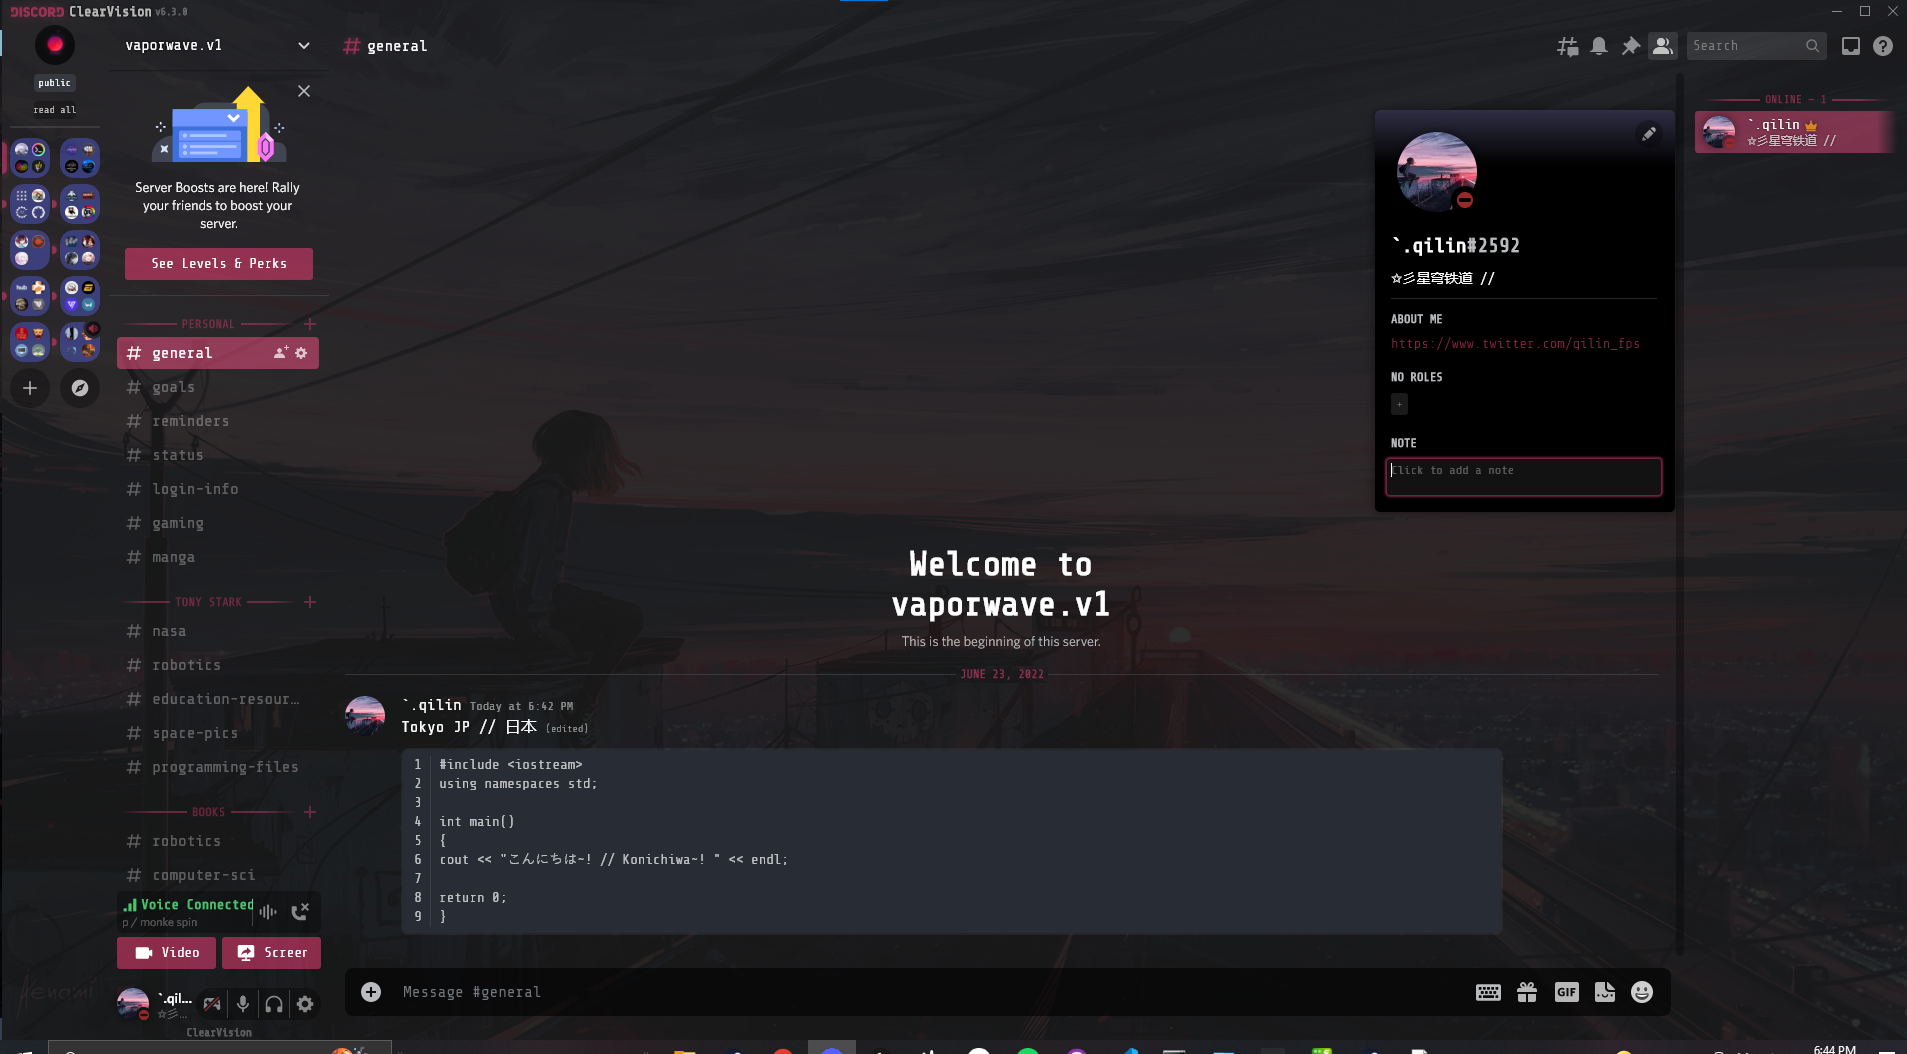 DISCORD ClearVision v6.3.8
public
read all
hub
vaporwave.v1
Server Boosts are here! Rally
your friends to boost your
server.
See Levels & Perks
PERSONAL
general
goals
reminders
status
login-info
gaming
manga
TONY STARK
nasa
robotics
education-resour…
space-pics
programming-files
BOOKS
robotics
computer-sci
Voice Connected
p / monke spin
Video
Screen
`.qil...
☆彡...
ClearVision
# general
Search
Welcome to
vaporwave.v1
This is the beginning of this server.
JUNE 23, 2022
`.qilin Today at 6:42 PM
Tokyo JP // 日本 (edited)
1 #include <iostream>
2 using namespaces std;
3
4 int main()
5 {
6 cout << "こんにちは~! // Konichiwa~! " << endl;
7
8 return 0;
9 }
Message #general
GIF
`.qilin#2592
☆彡星穹铁道 //
ABOUT ME
https://www.twitter.com/qilin_fps
NO ROLES
+
NOTE
Click to add a note
ONLINE — 1
`.qilin
☆彡星穹铁道 //
6:44 PM